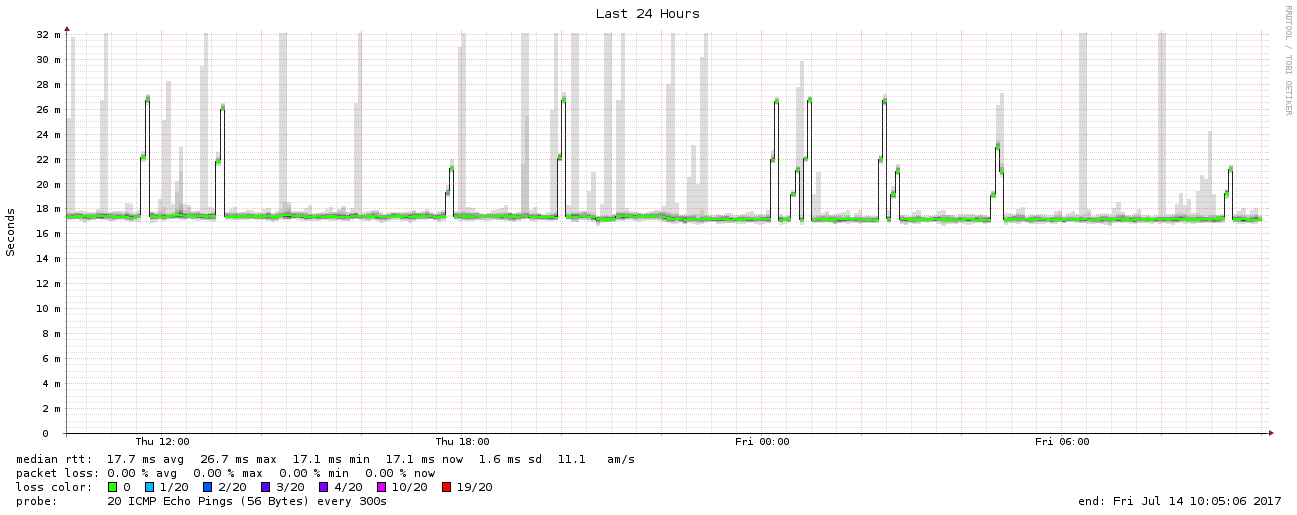 Last 24 Hours
RRDTOOL / TOBI OETIKER
Seconds
32 m
30 m
28 m
26 m
24 m
22 m
20 m
18 m
16 m
14 m
12 m
10 m
8 m
6 m
4 m
2 m
0
Thu 12:00 Thu 18:00 Fri 00:00 Fri 06:00
median rtt: 17.7 ms avg 26.7 ms max 17.1 ms min 17.1 ms now 1.6 ms sd 11.1 am/s
packet loss: 0.00 % avg 0.00 % max 0.00 % min 0.00 % now
loss color: 0 1/20 2/20 3/20 4/20 10/20 19/20
probe: 20 ICMP Echo Pings (56 Bytes) every 300s end: Fri Jul 14 10:05:06 2017